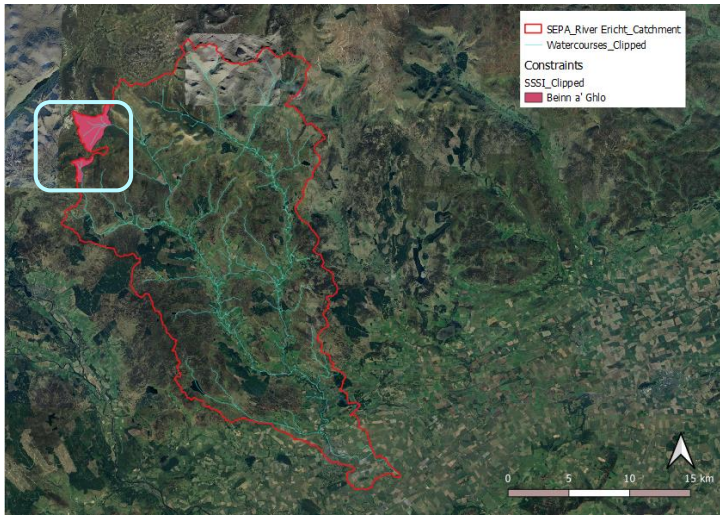 SEPA_River Ericht_Catchment
Watercourses_Clipped
Constraints
SSSI_Clipped
Beinn a' Ghlo
0 5 10 15 km